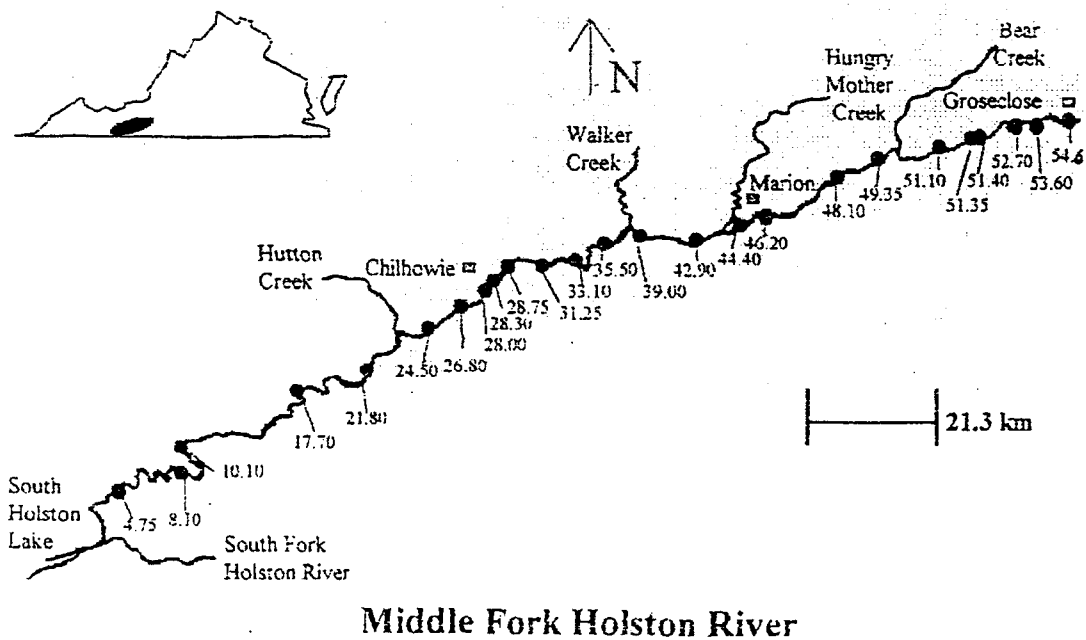 N
Bear
Creek
Hungry
Mother
Creek
Groseclose
Walker
Creek
Marion
54.6
53.60
52.70
51.40
51.35
51.10
49.35
48.10
46.20
44.40
42.90
39.00
35.50
33.10
31.25
28.75
28.30
28.00
26.80
24.50
Hutton
Creek
Chilhowie
21.80
17.70
10.10
8.10
4.75
21.3 km
South
Holston
Lake
South Fork
Holston River
Middle Fork Holston River